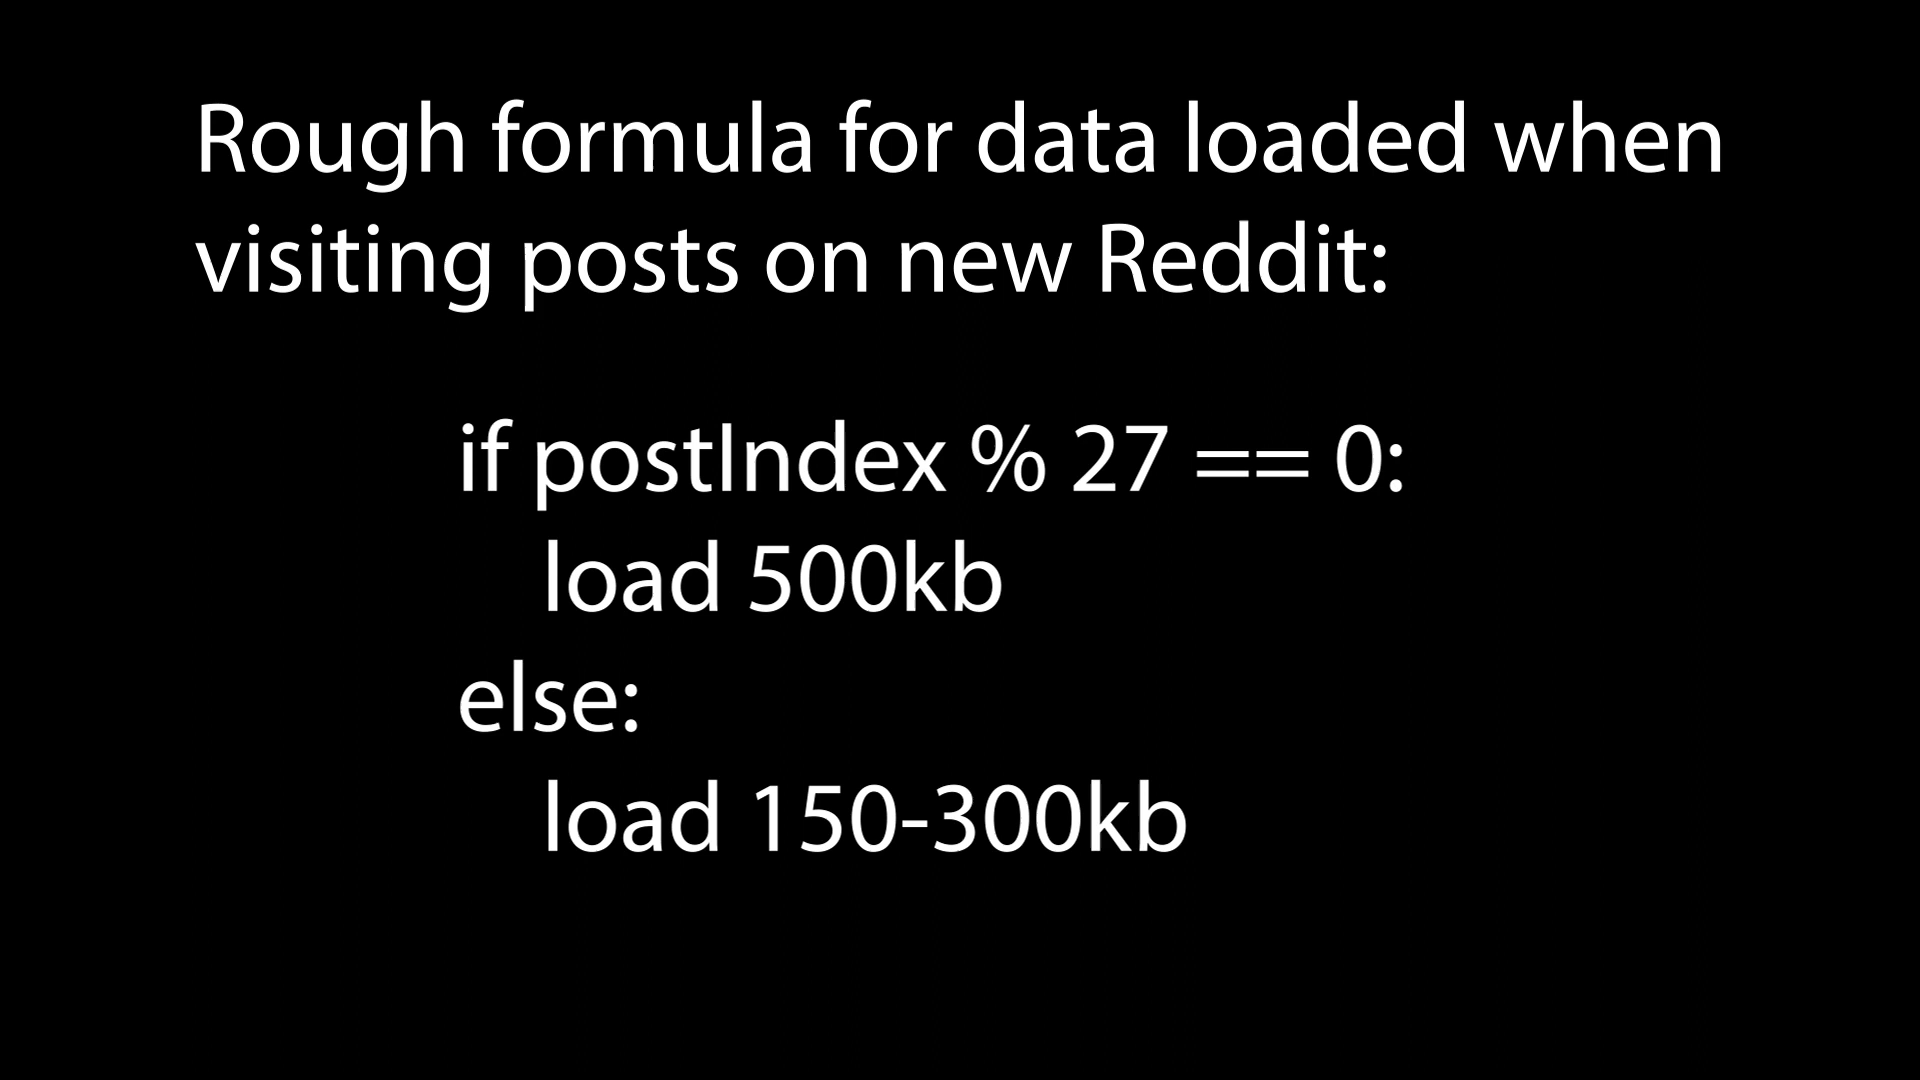 Rough formula for data loaded when
visiting posts on new Reddit:
if postIndex % 27 == 0:
load 500kb
else:
load 150-300kb